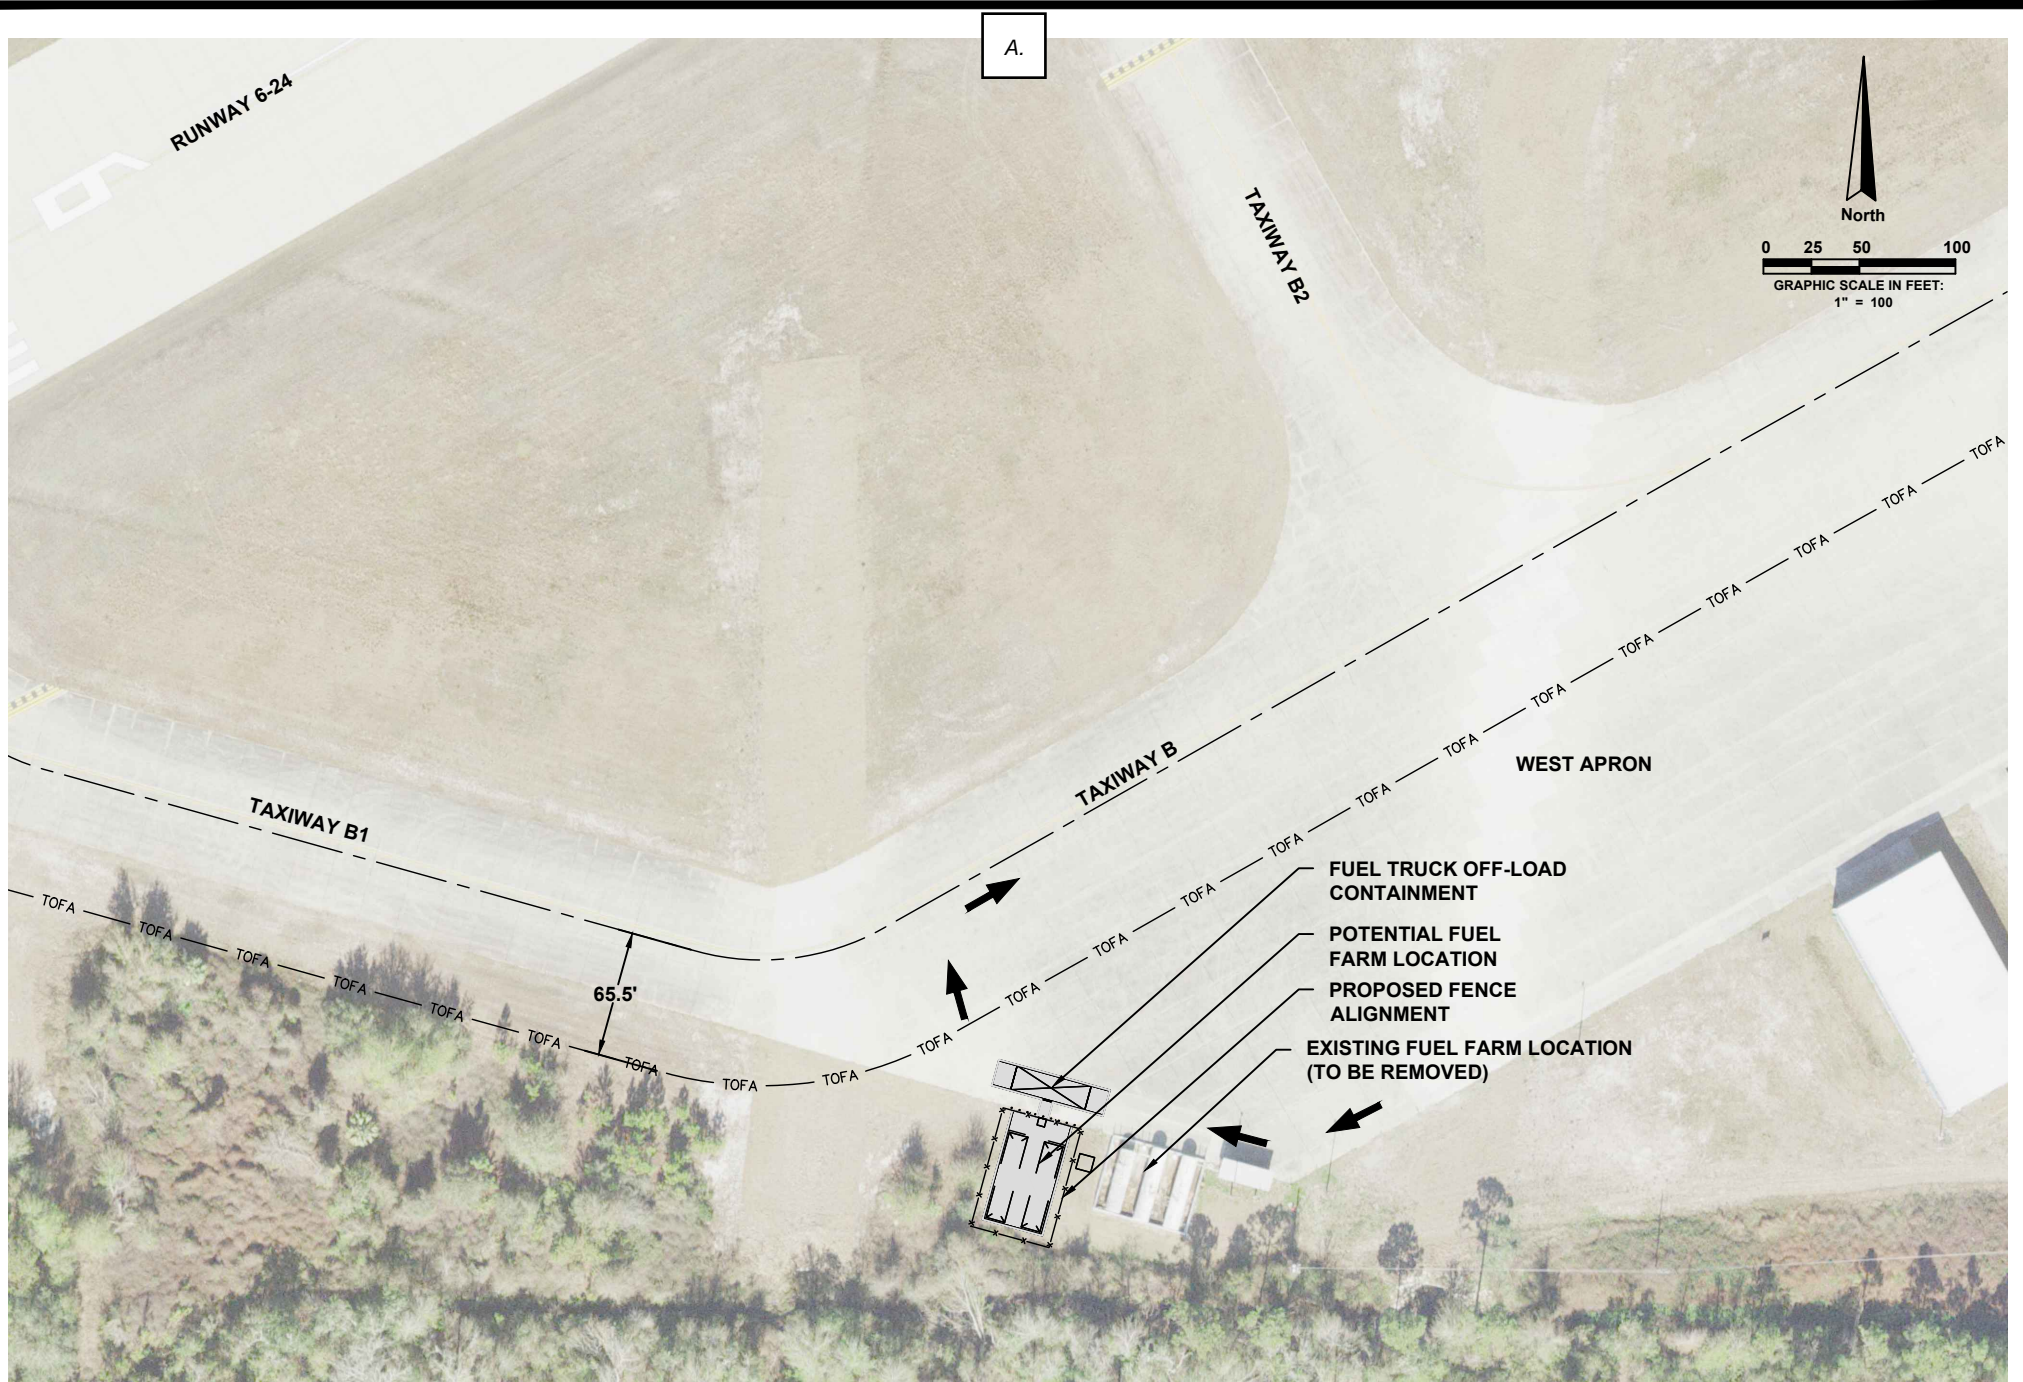 A.
RUNWAY 6-24
6
TAXIWAY B2
North
0 25 50 100
GRAPHIC SCALE IN FEET:
1" = 100
TOFA
TOFA
TOFA
TOFA
TOFA
TOFA
TOFA
TOFA
TOFA
TOFA
TOFA
TOFA
TOFA
WEST APRON
TAXIWAY B
TAXIWAY B1
FUEL TRUCK OFF-LOAD
CONTAINMENT
POTENTIAL FUEL
FARM LOCATION
PROPOSED FENCE
ALIGNMENT
EXISTING FUEL FARM LOCATION
(TO BE REMOVED)
65.5'
TOFA
TOFA
TOFA
TOFA
TOFA
TOFA
TOFA
TOFA